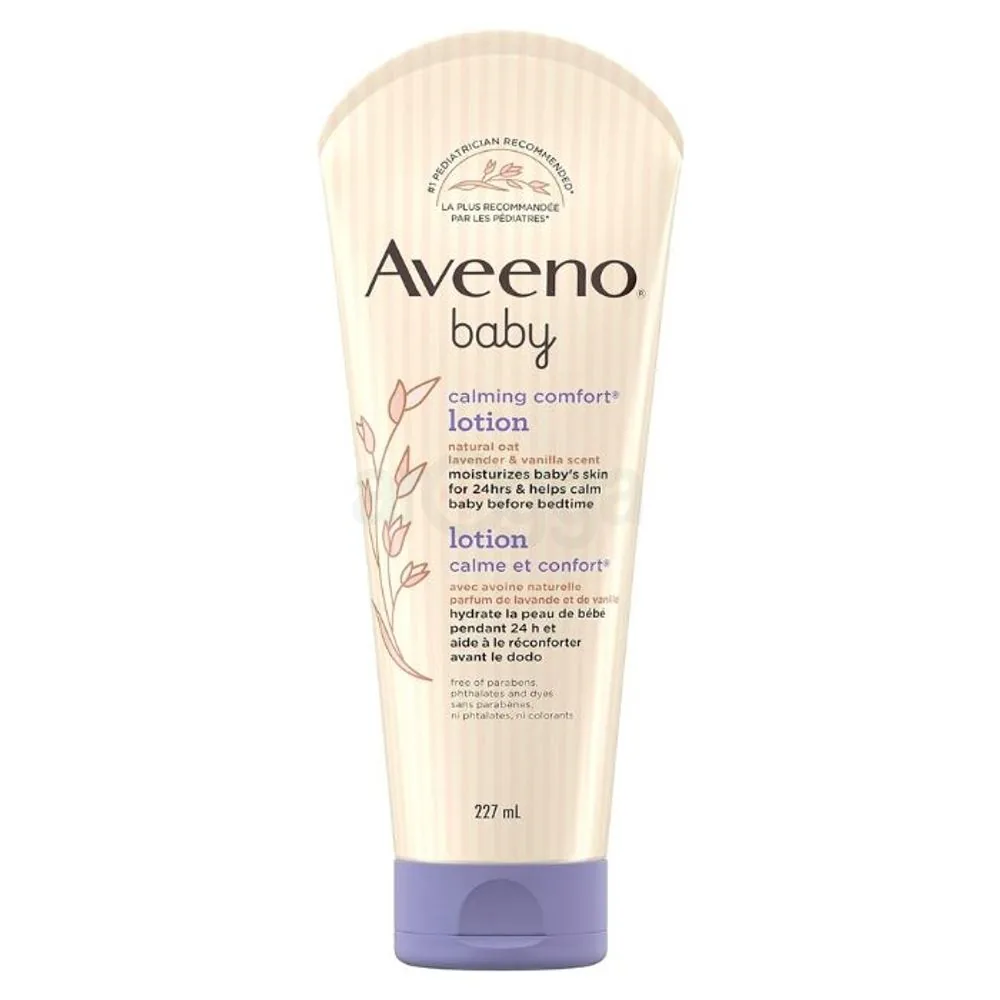 #1 PEDIATRICIAN RECOMMENDED*
LA PLUS RECOMMANDÉE
PAR LES PÉDIATRES*
Aveeno®
baby
calming comfort®
lotion
natural oat
lavender & vanilla scent
moisturizes baby's skin
for 24hrs & helps calm
baby before bedtime
lotion
calme et confort®
avec avoine naturelle
parfum de lavande et de vanille
hydrate la peau de bébé
pendant 24 h et
aide à le réconforter
avant le dodo
free of parabens,
phthalates and dyes
sans parabènes,
ni phtalates, ni colorants
227 mL